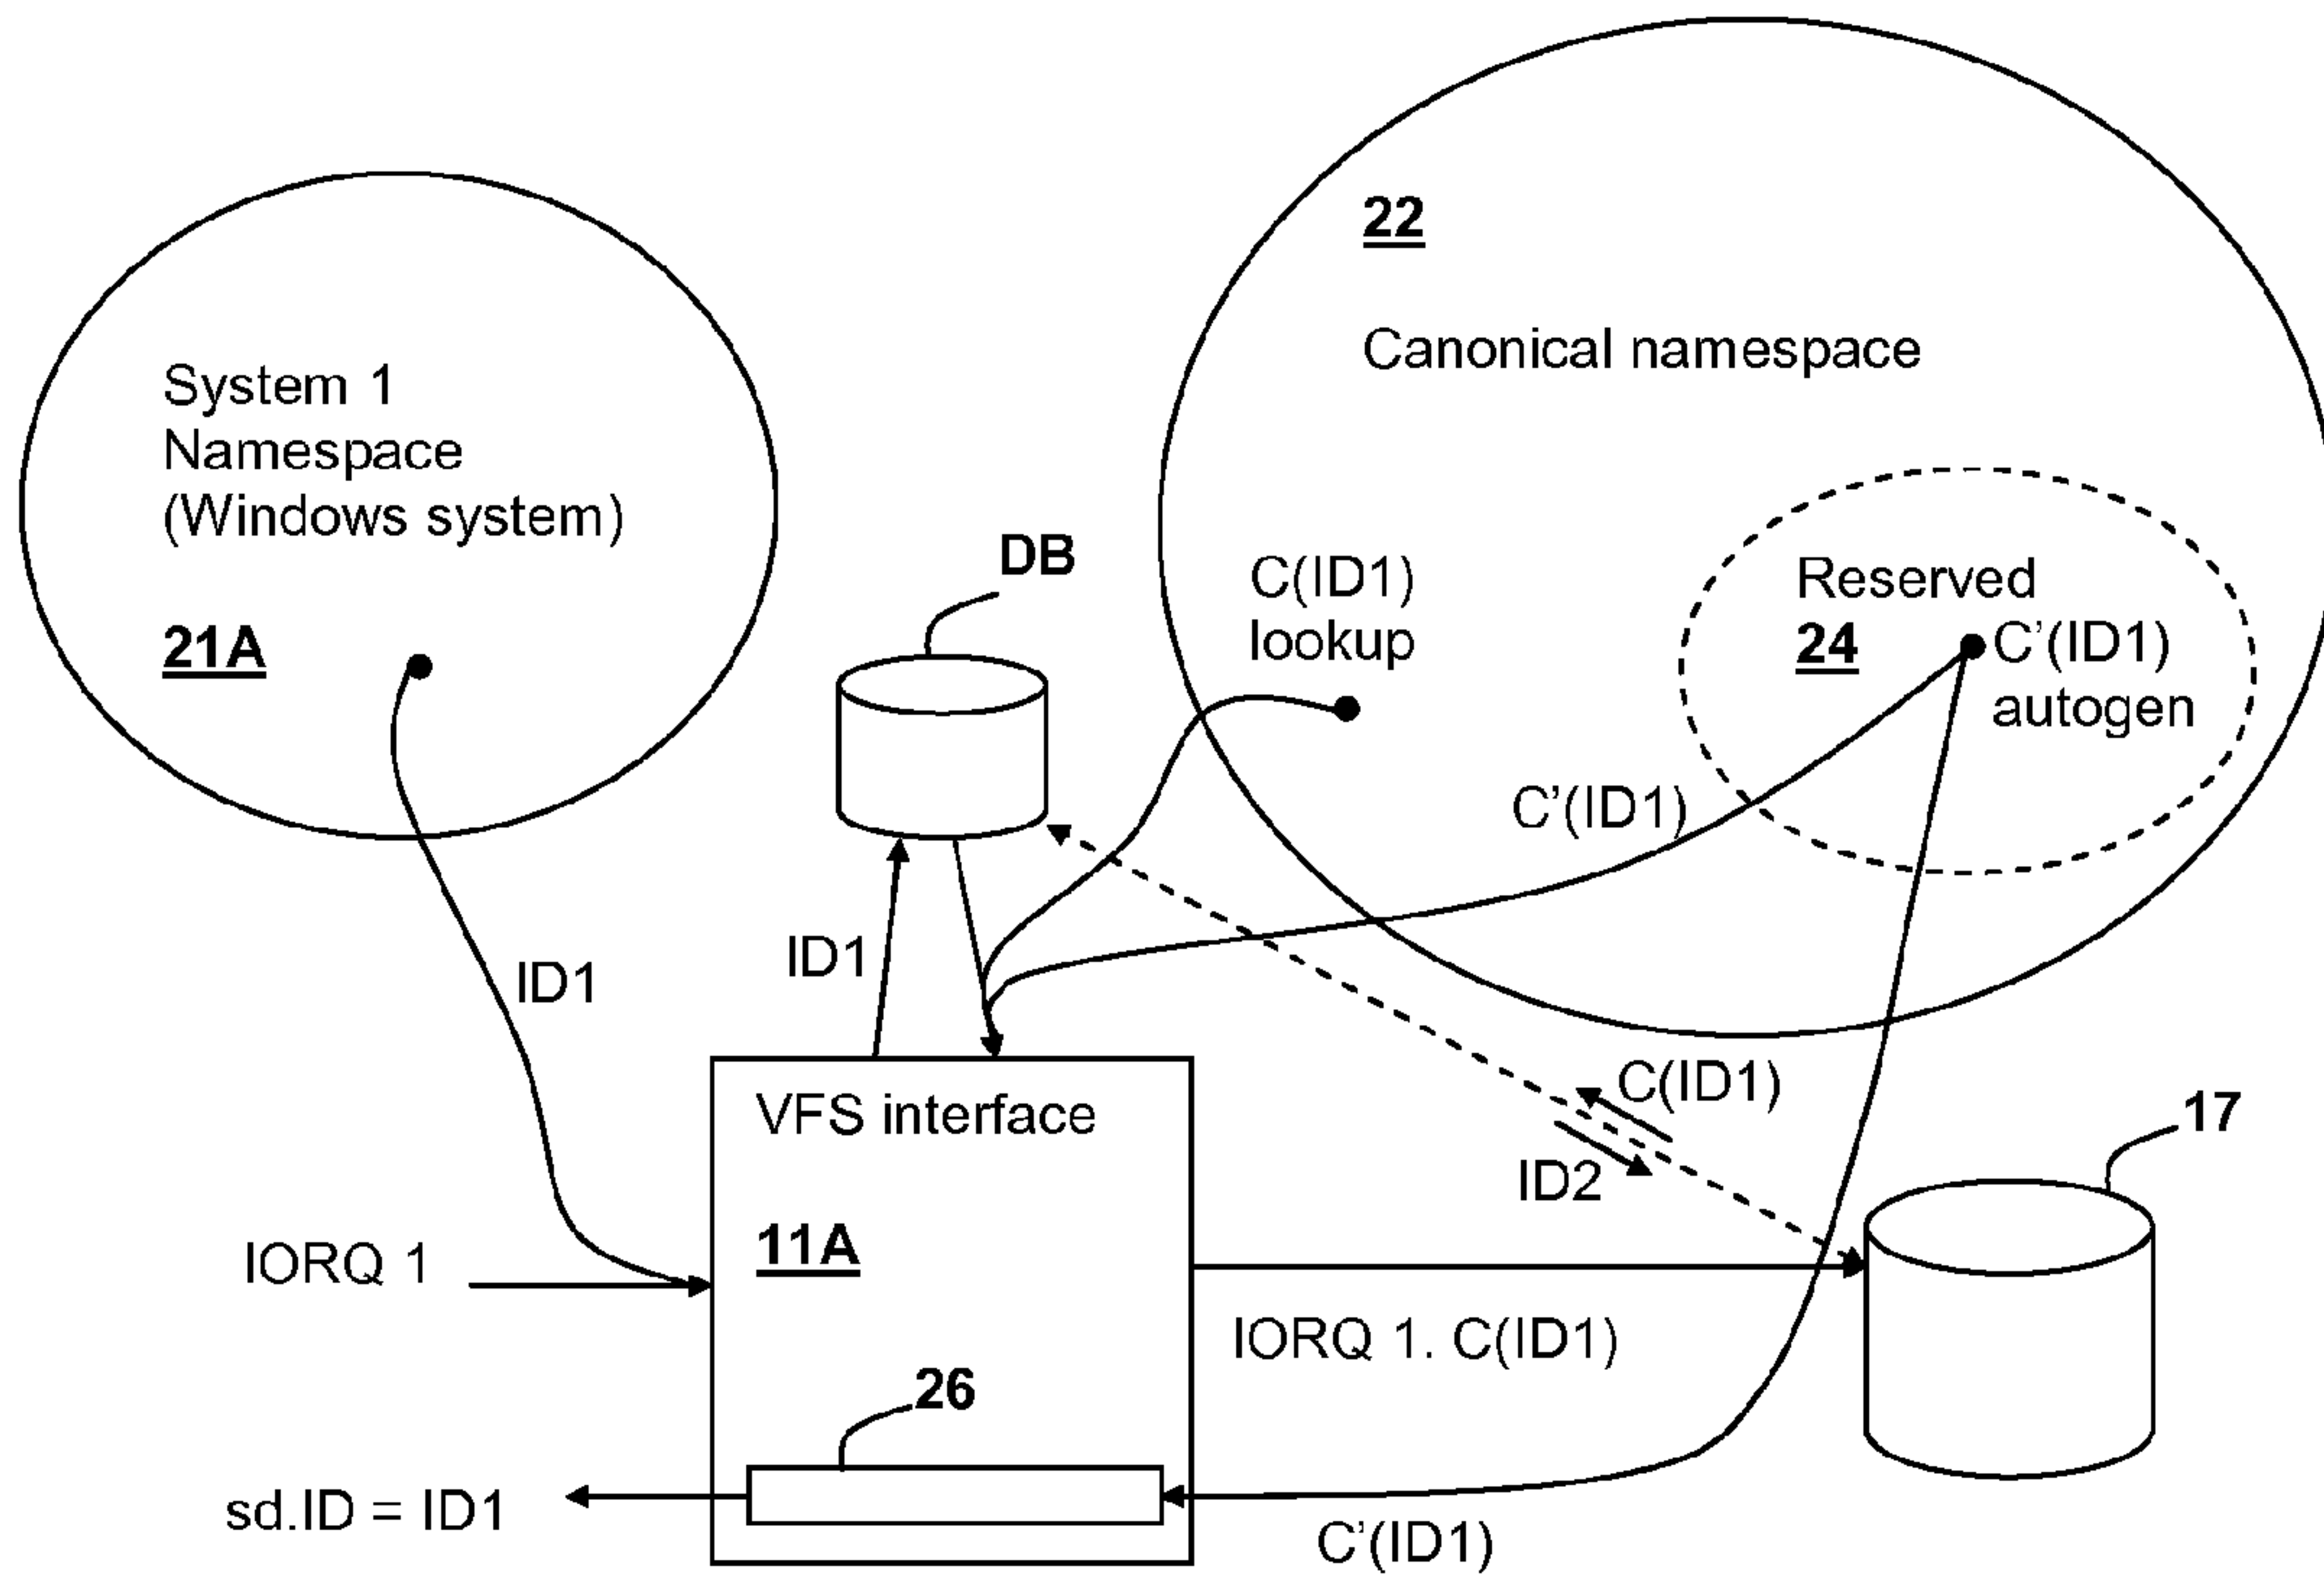 22
Canonical namespace
System 1
Namespace
(Windows system)
21A
DB
C(ID1)
lookup
Reserved
24
C’(ID1)
autogen
C’(ID1)
ID1
ID1
C(ID1)
ID2
17
VFS interface
11A
IORQ 1
IORQ 1. C(ID1)
26
sd.ID = ID1
C’(ID1)